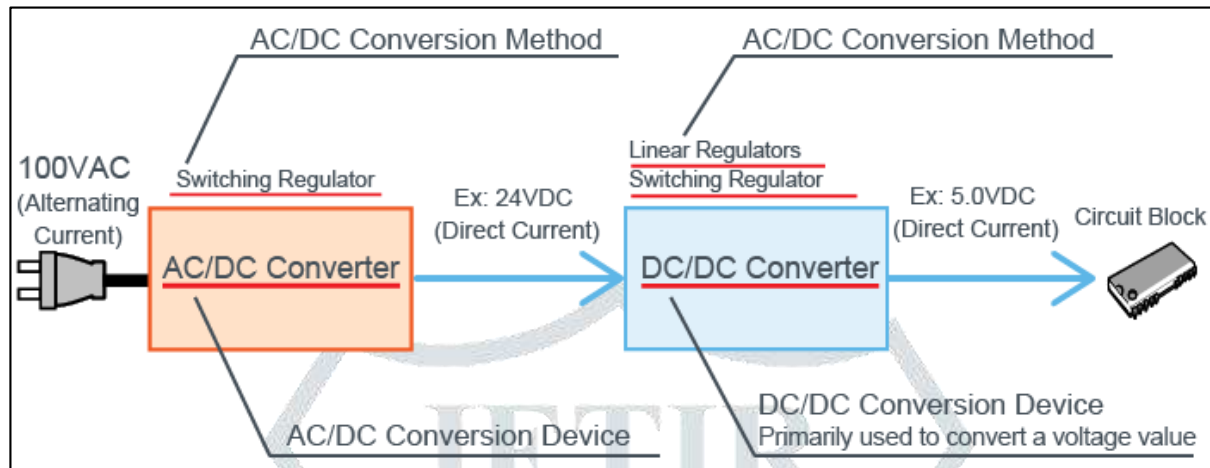 AC/DC Conversion Method
AC/DC Conversion Method
100VAC
(Alternating
Current)
Switching Regulator
Ex: 24VDC
(Direct Current)
Linear Regulators
Switching Regulator
Ex: 5.0VDC
(Direct Current)
Circuit Block
AC/DC Converter
DC/DC Converter
AC/DC Conversion Device
DC/DC Conversion Device
Primarily used to convert a voltage value
JETIR